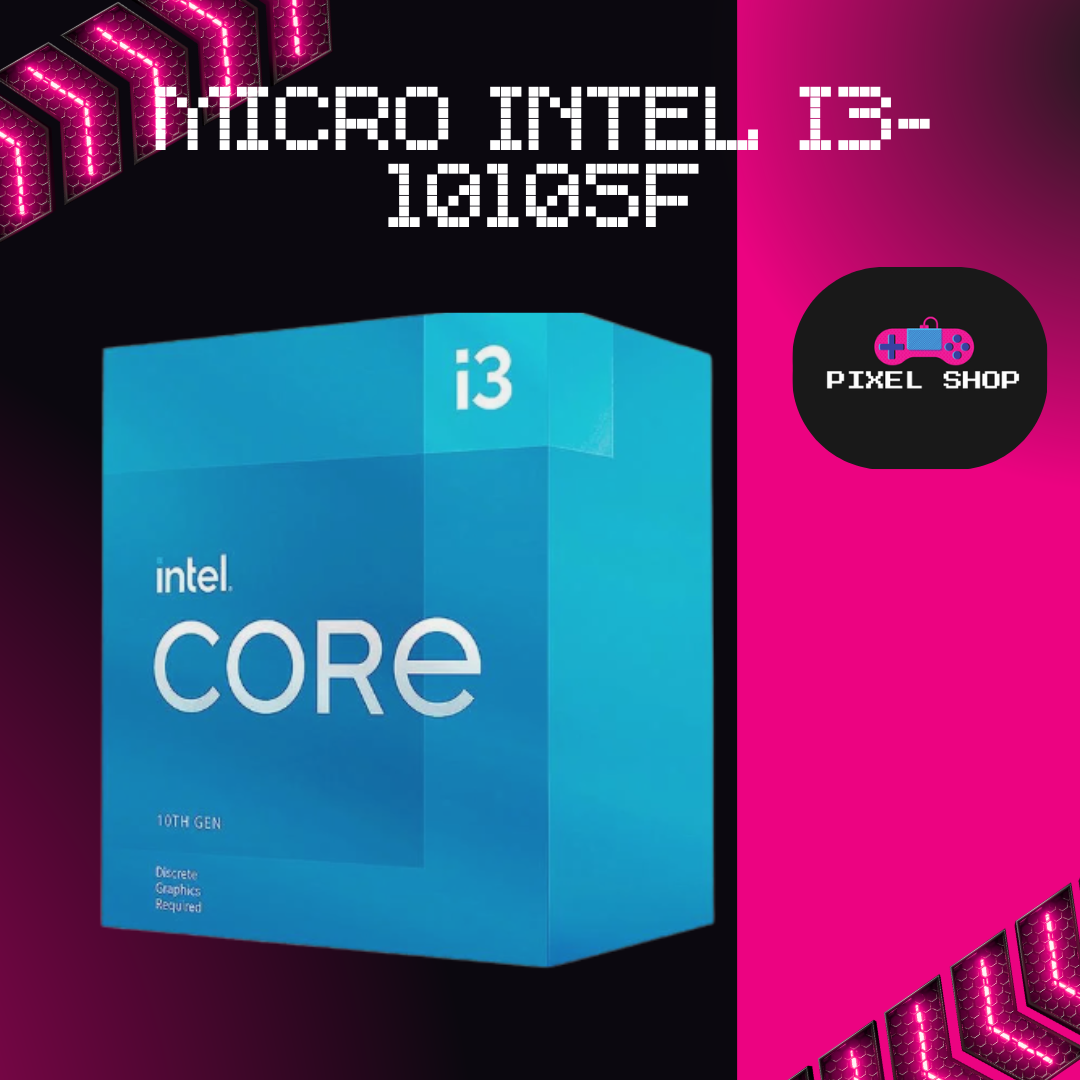 MICRO INTEL I3-
10105F
PIXEL SHOP
i3
intel.
CORe
10TH GEN
Discrete
Graphics
Required